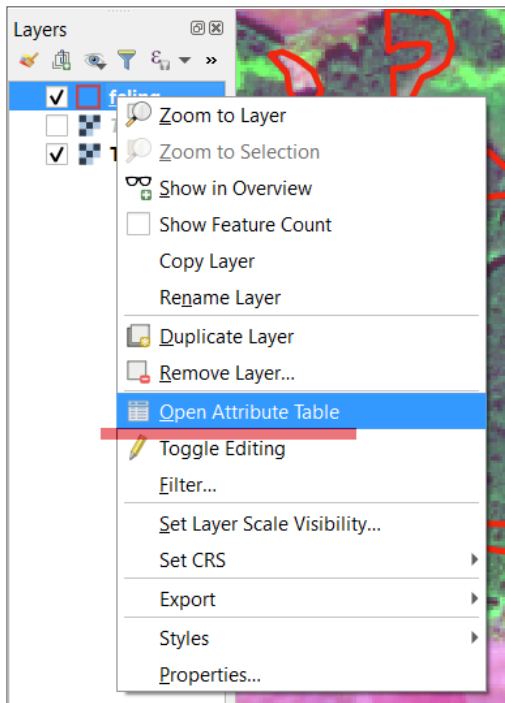 Layers
feling
Zoom to Layer
Zoom to Selection
Show in Overview
Show Feature Count
Copy Layer
Rename Layer
Duplicate Layer
Remove Layer...
Open Attribute Table
Toggle Editing
Filter...
Set Layer Scale Visibility...
Set CRS
Export
Styles
Properties...